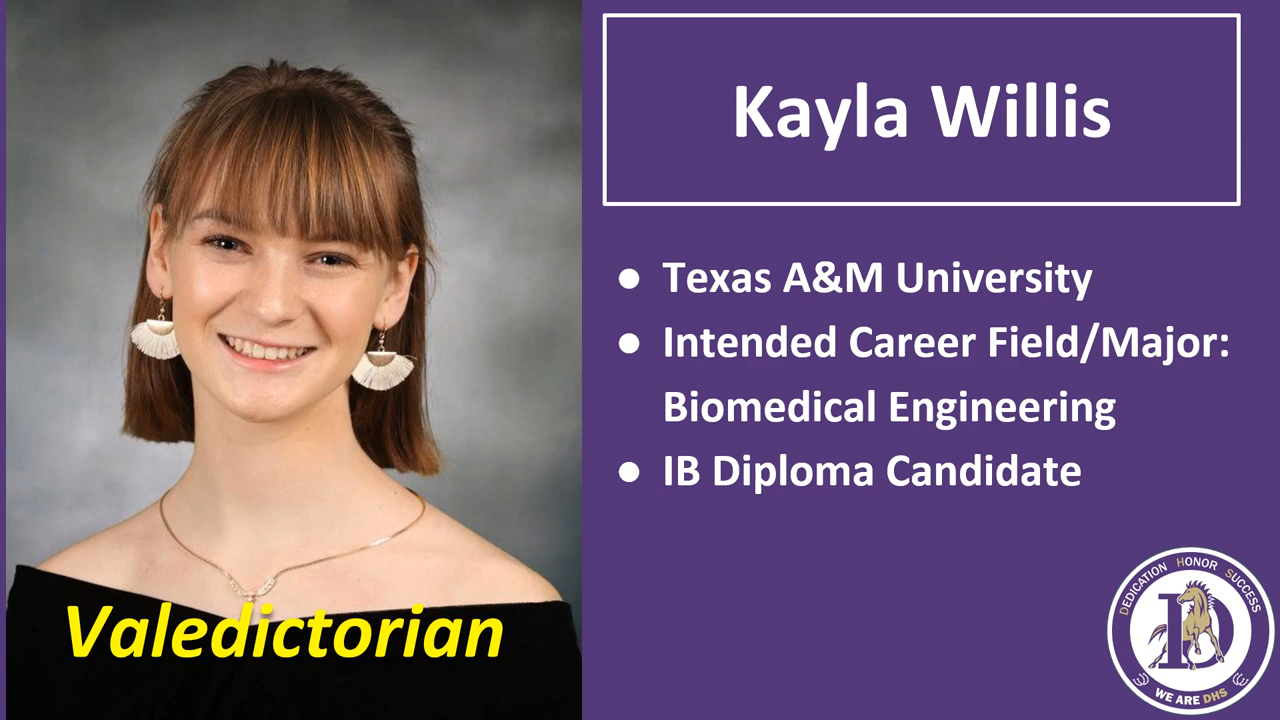 Kayla Willis
● Texas A&M University
● Intended Career Field/Major:
Biomedical Engineering
● IB Diploma Candidate
Valedictorian
DEDICATION HONOR SUCCESS
D
WE ARE DHS